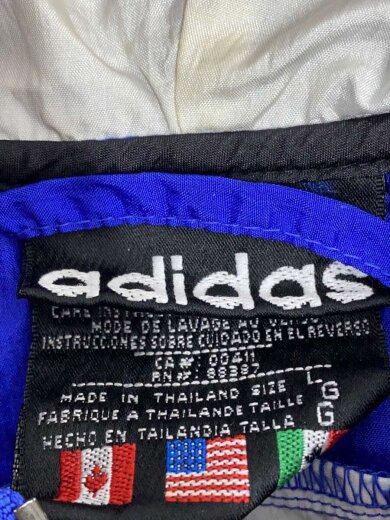 adidas
MODE DE LAVAGE AU
INSTRUCCIONES SOBRE CUIDADO EN EL REVERSO
CA #: 00411
RN #: 88387
MADE IN THAILAND SIZE L
FABRIQUE A THAILANDE TAILLE G
HECHO EN TAILANDIA TALLA G